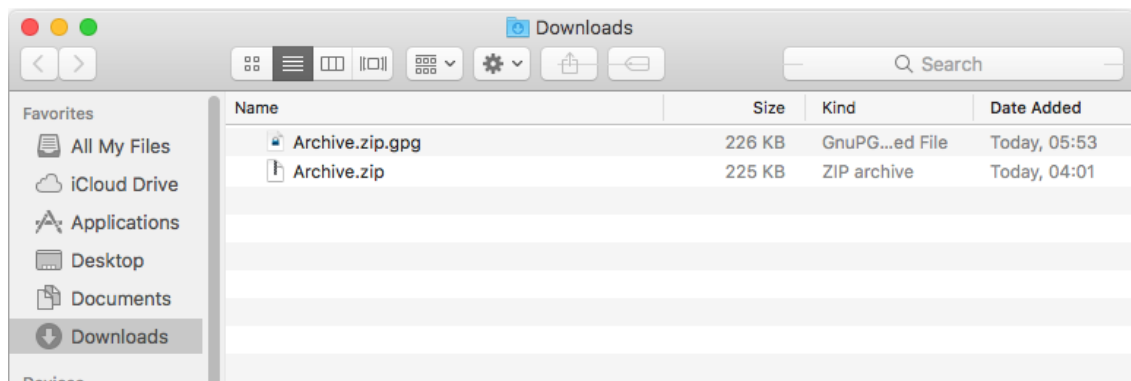 Downloads
Search
Favorites
All My Files
iCloud Drive
Applications
Desktop
Documents
Downloads
Devices
Name Size Kind Date Added
Archive.zip.gpg 226 KB GnuPG...ed File Today, 05:53
Archive.zip 225 KB ZIP archive Today, 04:01